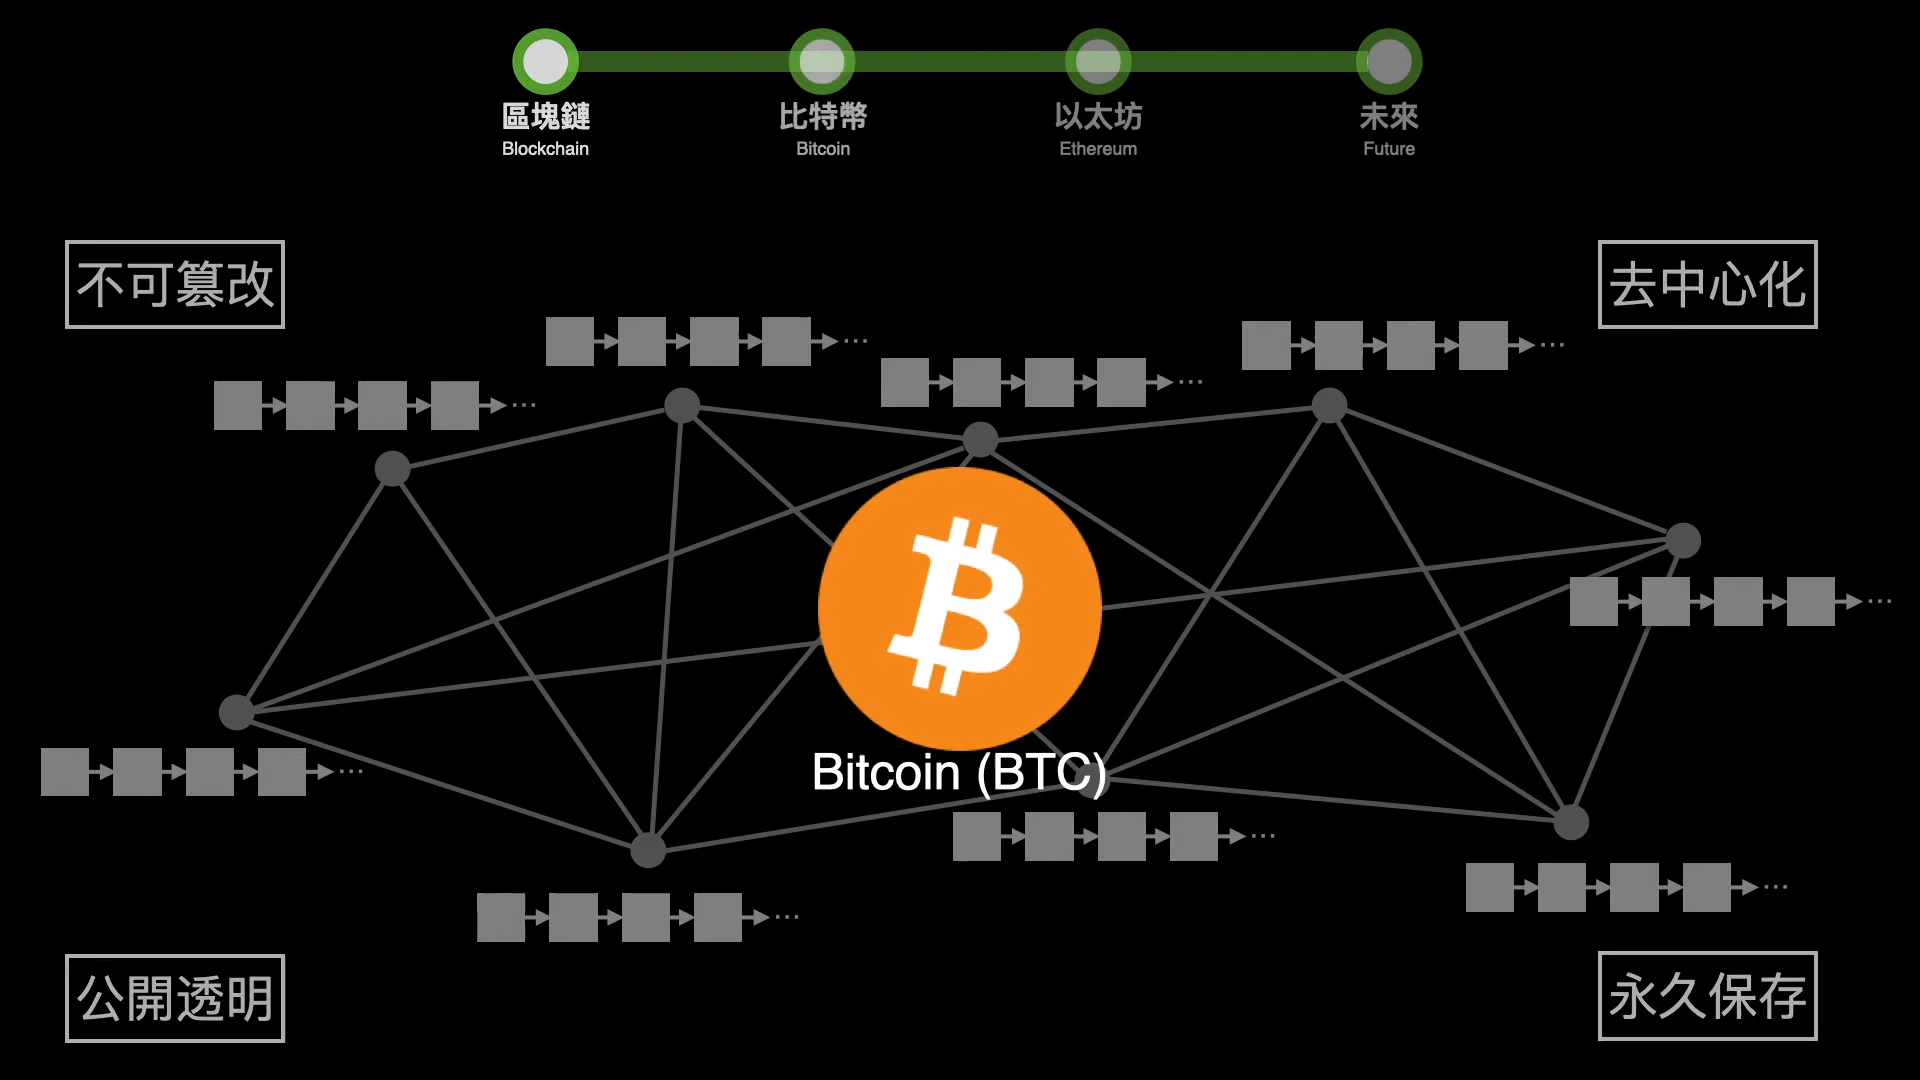 區塊鏈
Blockchain
比特幣
Bitcoin
以太坊
Ethereum
未來
Future
不可篡改
去中心化
Bitcoin (BTC)
公開透明
永久保存